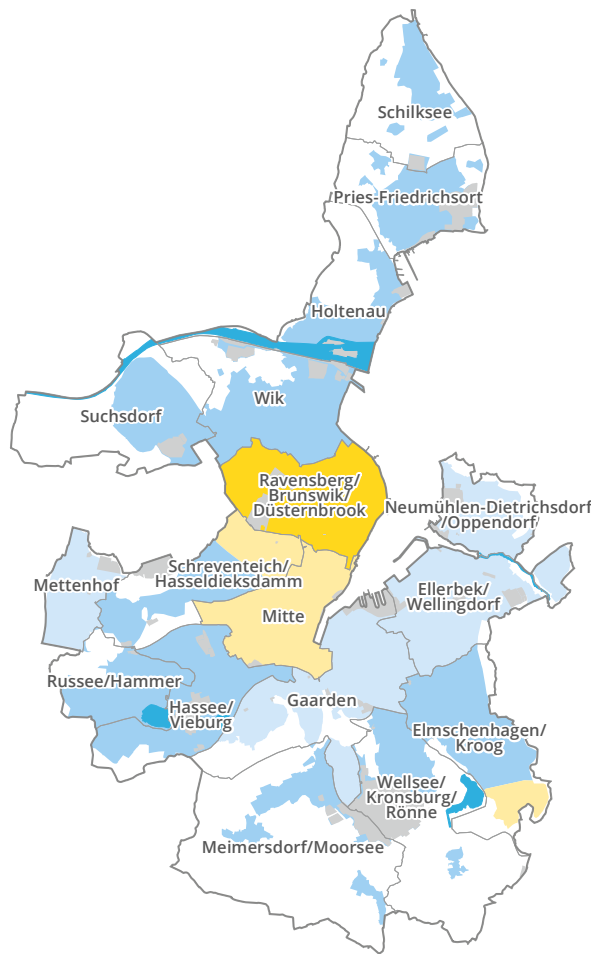 Schilksee
Pries-Friedrichsort
Holtenau
Wik
Suchsdorf
Ravensberg/
Brunswik/
Düsternbrook
Neumühlen-Dietrichsdorf
/Oppendorf
Schreventeich/
Hasseldieksdamm
Mettenhof
Ellerbek/
Wellingdorf
Mitte
Russee/Hammer
Hassee/
Vieburg
Gaarden
Elmschenhagen/
Kroog
Wellsee/
Kronsburg/
Rönne
Meimersdorf/Moorsee